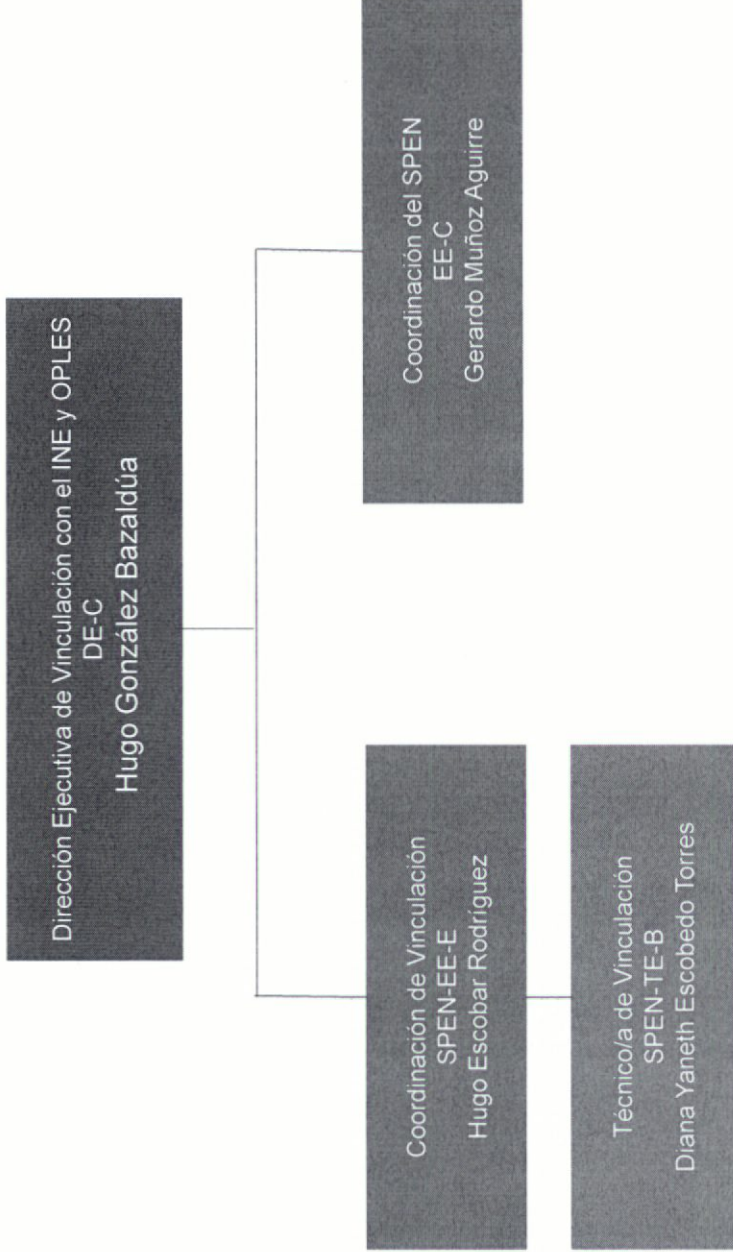 Dirección Ejecutiva de Vinculación con el INE y OPLES
DE-C
Hugo González Bazaldúa
Coordinación de Vinculación
SPEN-EE-E
Hugo Escobar Rodríguez
Técnico/a de Vinculación
SPEN-TE-B
Diana Yaneth Escobedo Torres
Coordinación del SPEN
EE-C
Gerardo Muñoz Aguirre